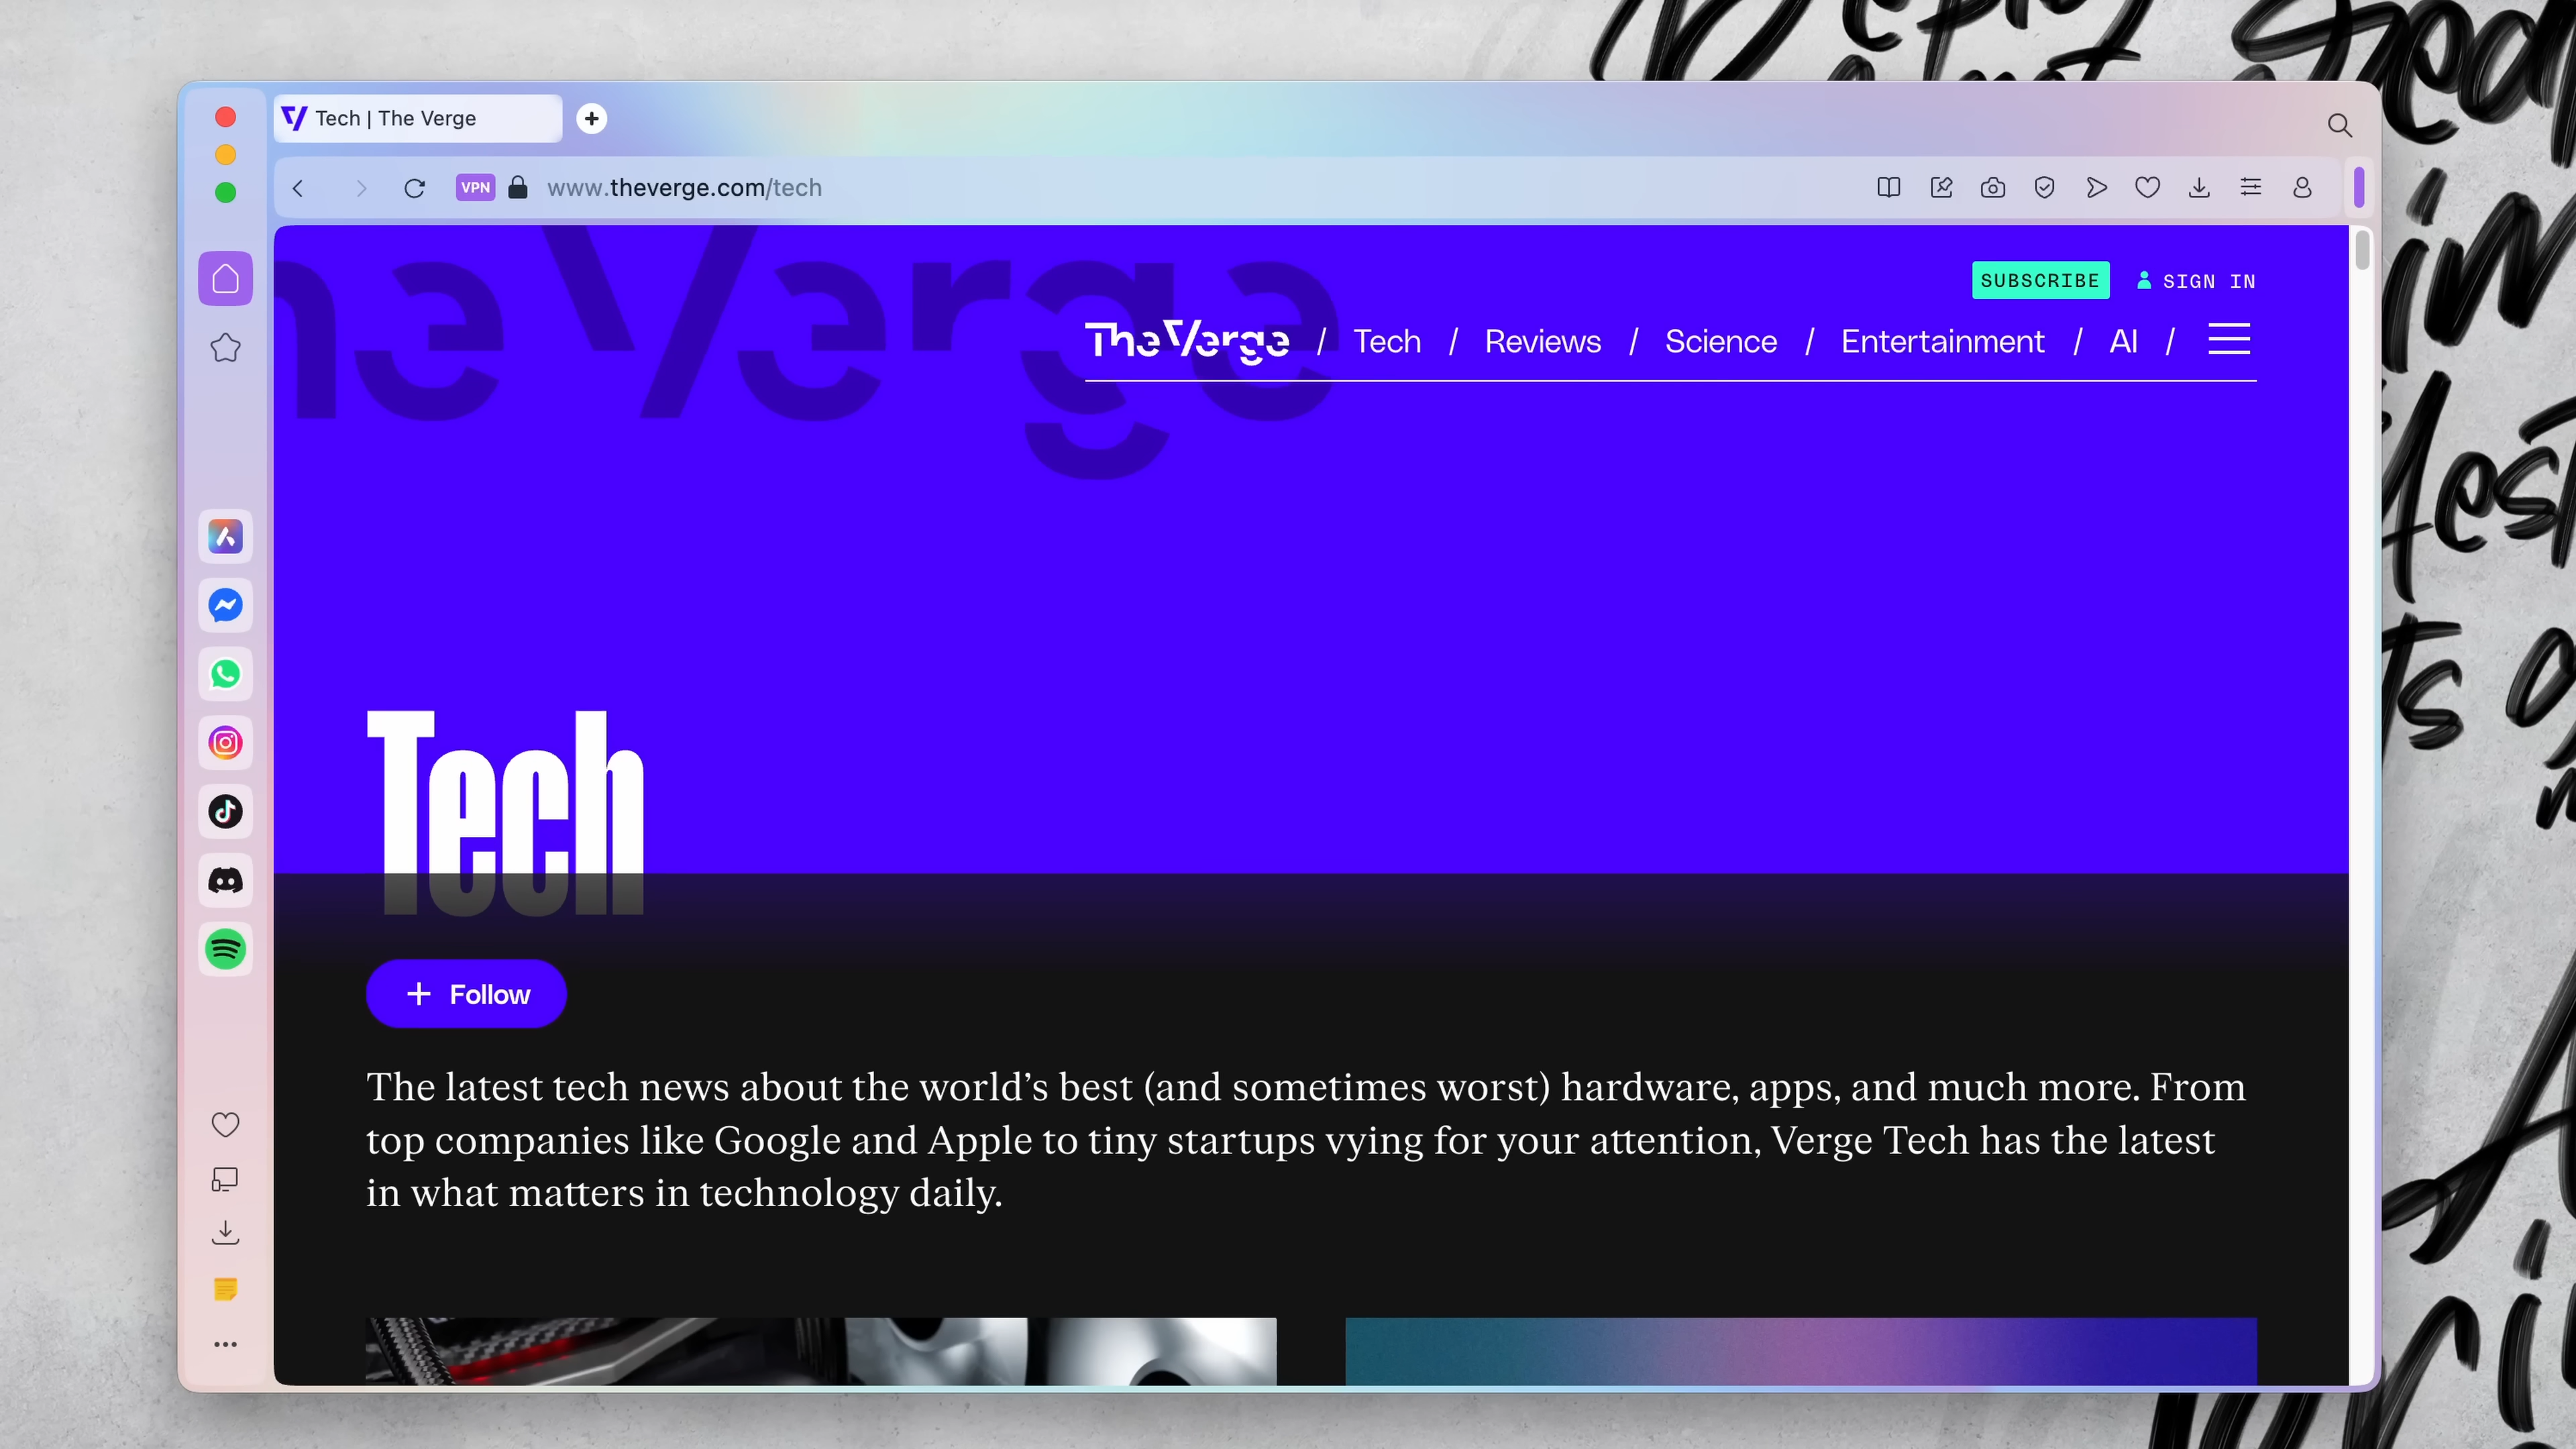 Tech | The Verge
VPN
www.theverge.com/tech
The Verge
SUBSCRIBE
SIGN IN
The Verge / Tech / Reviews / Science / Entertainment / AI /
Tech
+ Follow
The latest tech news about the world’s best (and sometimes worst) hardware, apps, and much more. From
top companies like Google and Apple to tiny startups vying for your attention, Verge Tech has the latest
in what matters in technology daily.